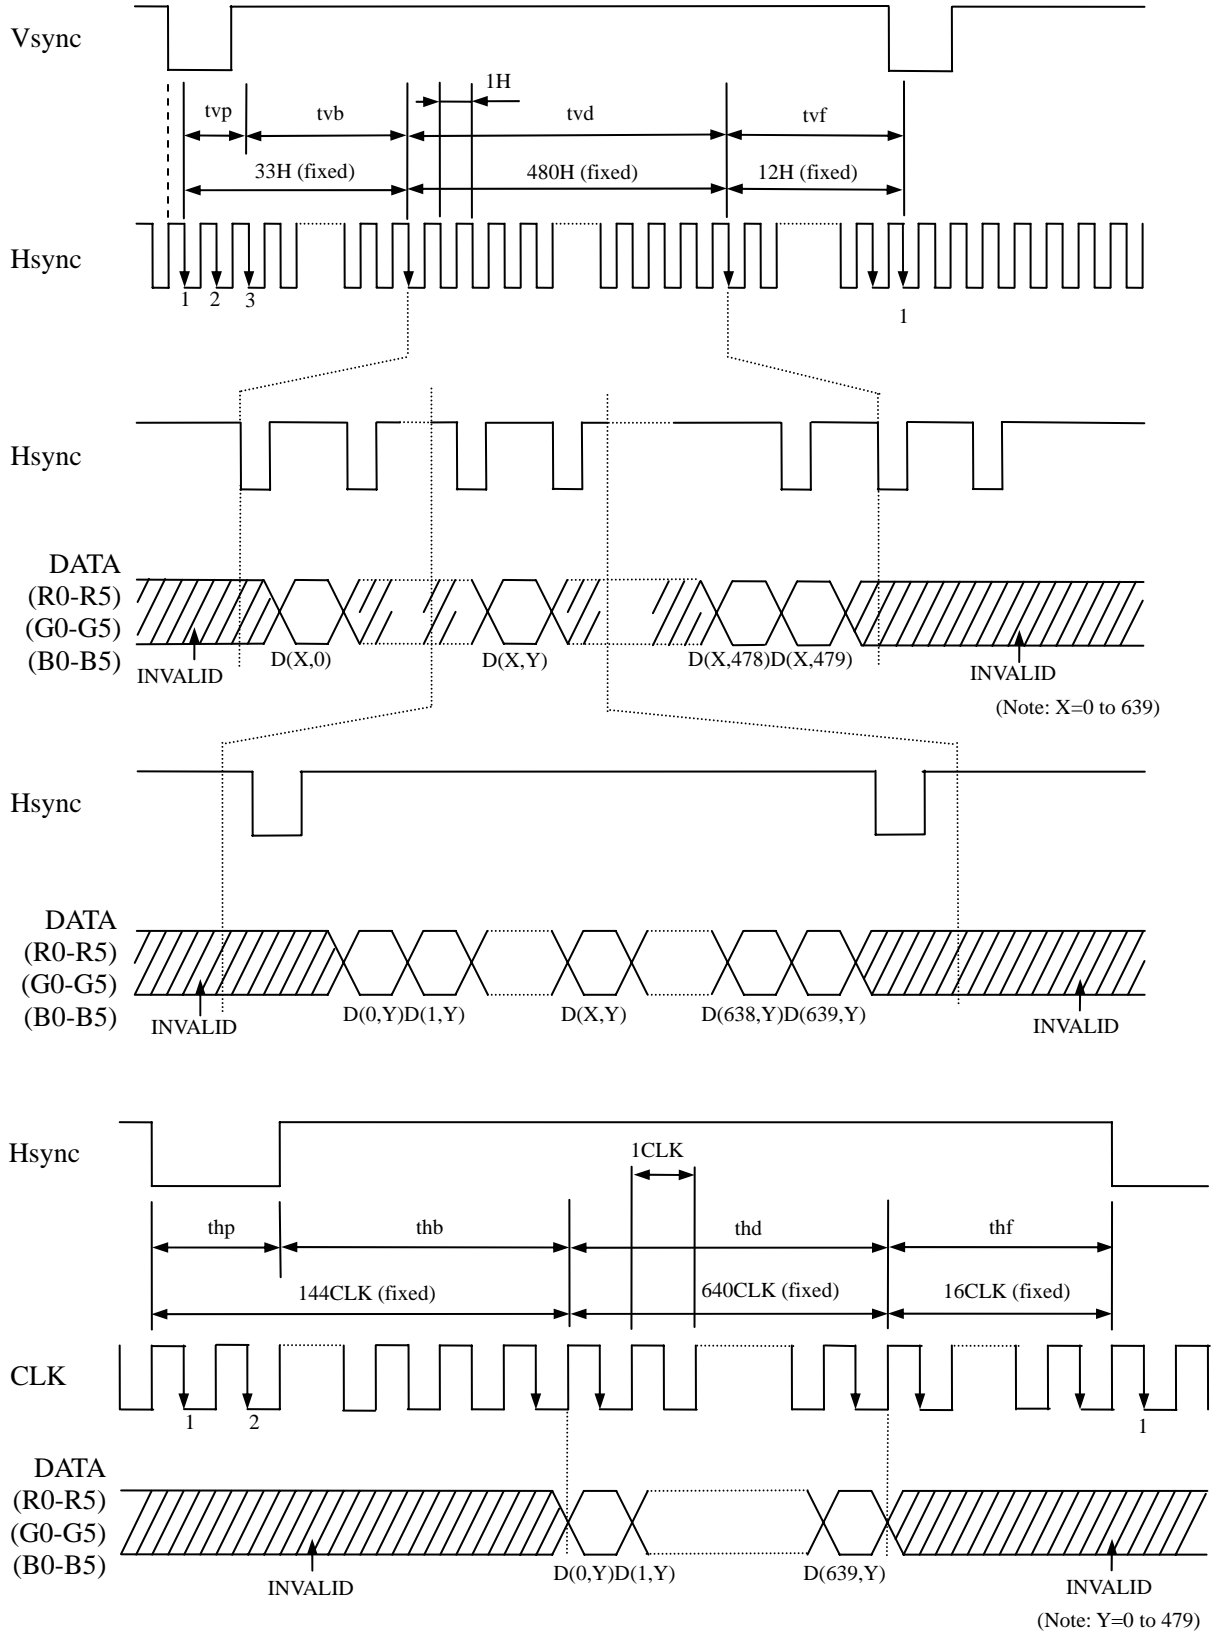 Vsync
1H
tvp
tvb
tvd
tvf
33H (fixed)
480H (fixed)
12H (fixed)
Hsync
1
2
3
1
Hsync
DATA
(R0-R5)
(G0-G5)
(B0-B5)
D(X,0)
D(X,Y)
D(X,478)
D(X,479)
INVALID
INVALID
(Note: X=0 to 639)
Hsync
DATA
(R0-R5)
(G0-G5)
(B0-B5)
D(0,Y)
D(1,Y)
D(X,Y)
D(638,Y)
D(639,Y)
INVALID
INVALID
Hsync
1CLK
thp
thb
thd
thf
144CLK (fixed)
640CLK (fixed)
16CLK (fixed)
CLK
1
2
1
DATA
(R0-R5)
(G0-G5)
(B0-B5)
D(0,Y)
D(1,Y)
D(639,Y)
INVALID
INVALID
(Note: Y=0 to 479)